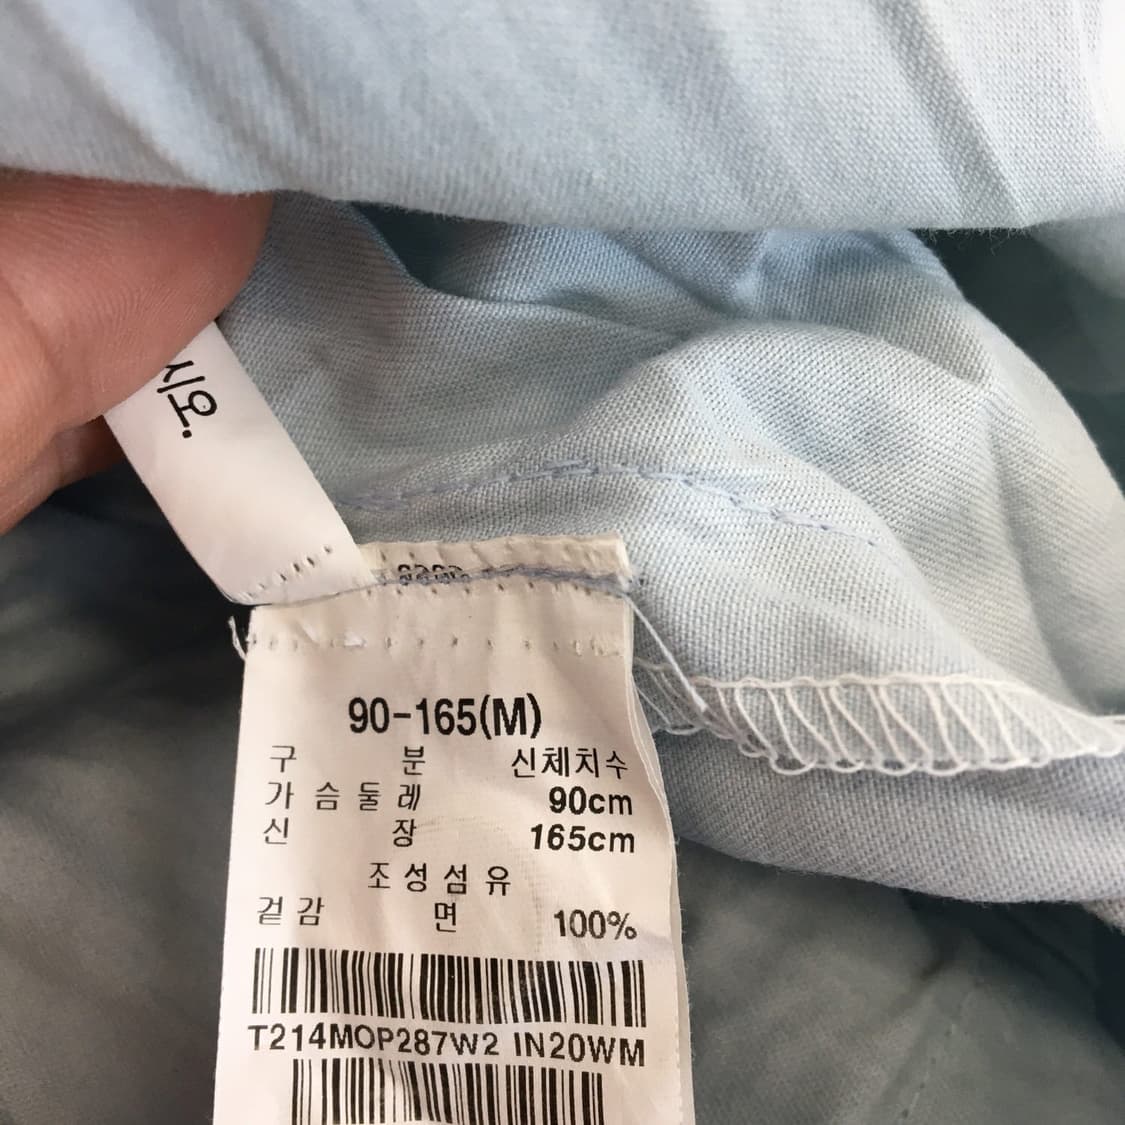 시오.
90-165(M)
구 분 신체치수
가슴둘레 90cm
신 장 165cm
조성섬유
겉감 면 100%
T214MOP287W2 IN20WM